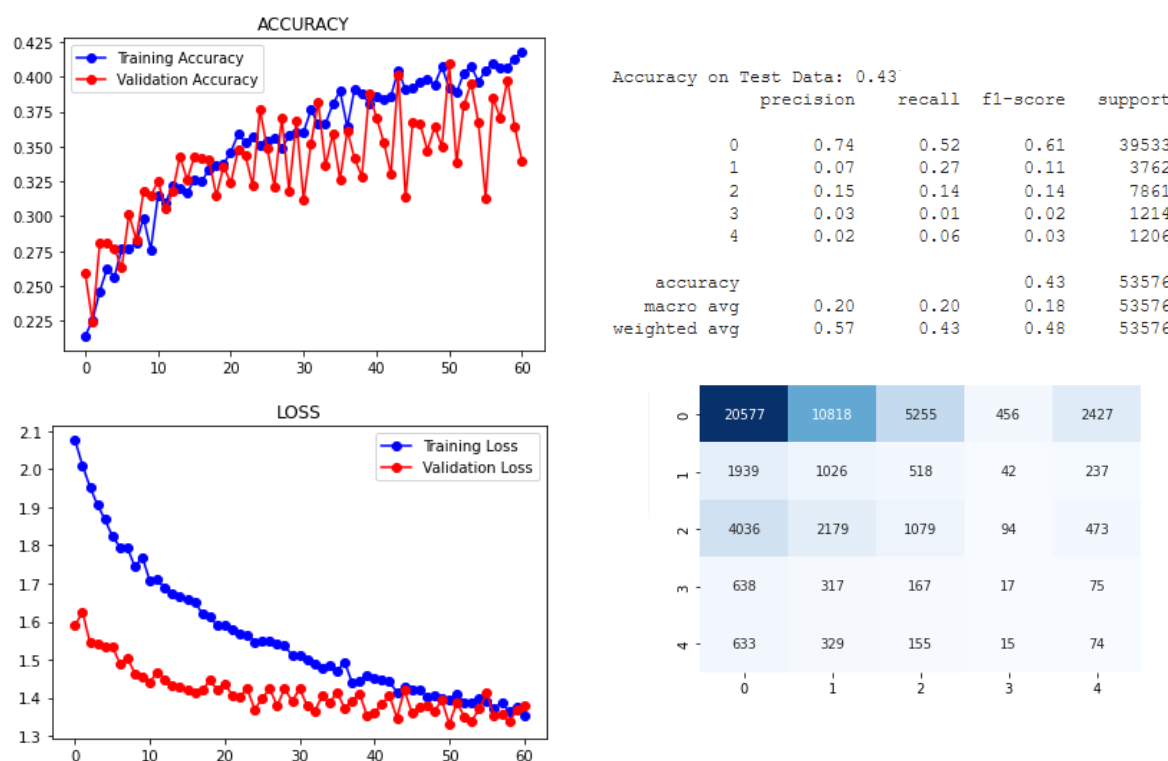 ACCURACY
Training Accuracy
Validation Accuracy
0.425
0.400
0.375
0.350
0.325
0.300
0.275
0.250
0.225
0 10 20 30 40 50 60
LOSS
Training Loss
Validation Loss
2.1
2.0
1.9
1.8
1.7
1.6
1.5
1.4
1.3
0 10 20 30 40 50 60
Accuracy on Test Data: 0.43
precision recall f1-score support
0 0.74 0.52 0.61 39533
1 0.07 0.27 0.11 3762
2 0.15 0.14 0.14 7861
3 0.03 0.01 0.02 1214
4 0.02 0.06 0.03 1206
accuracy 0.43 53576
macro avg 0.20 0.20 0.18 53576
weighted avg 0.57 0.43 0.48 53576
0 20577 10818 5255 456 2427
1 1939 1026 518 42 237
2 4036 2179 1079 94 473
3 638 317 167 17 75
4 633 329 155 15 74
0 1 2 3 4